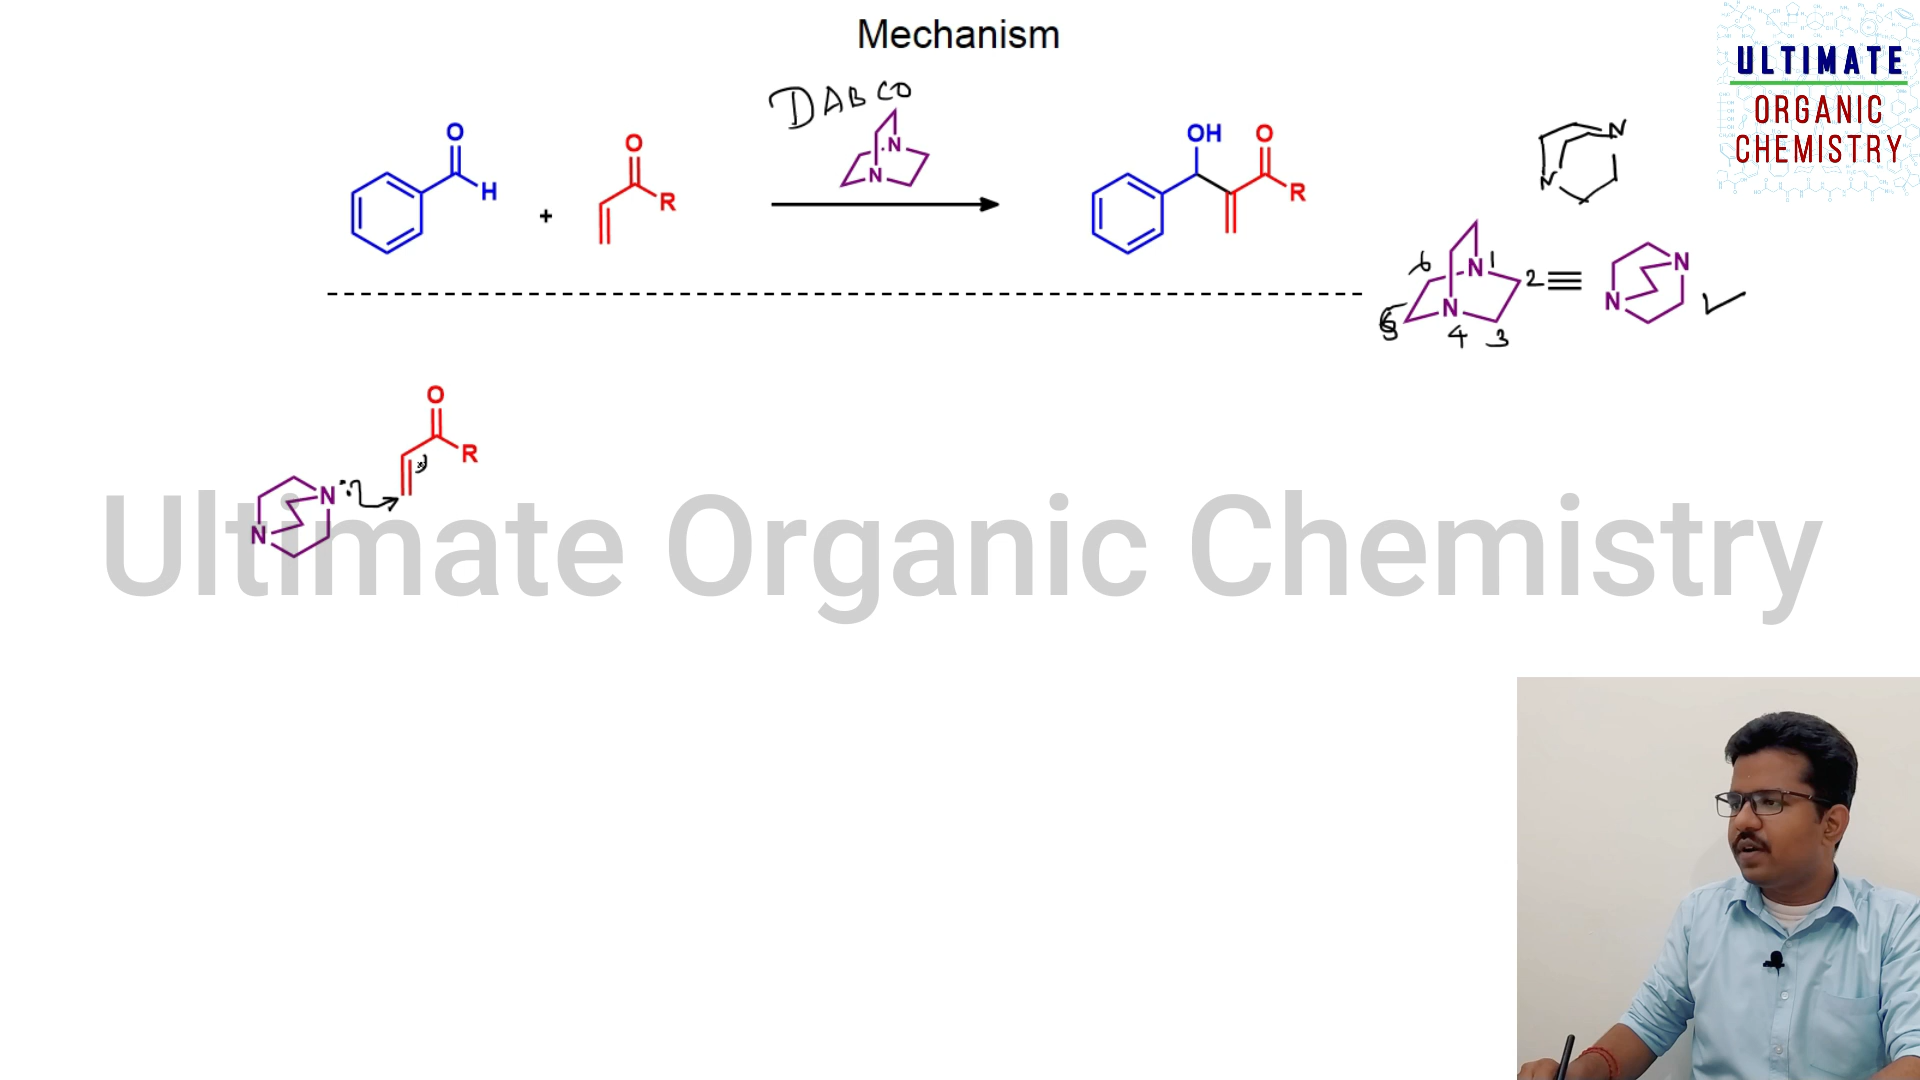 Mechanism
ULTIMATE
ORGANIC
CHEMISTRY
DABCO
O
H
+
O
R
N
N
OH
O
R
N
N
6
N
1
2
≡
5
N
4
3
N
N
O
R
N
N
Ultimate Organic Chemistry